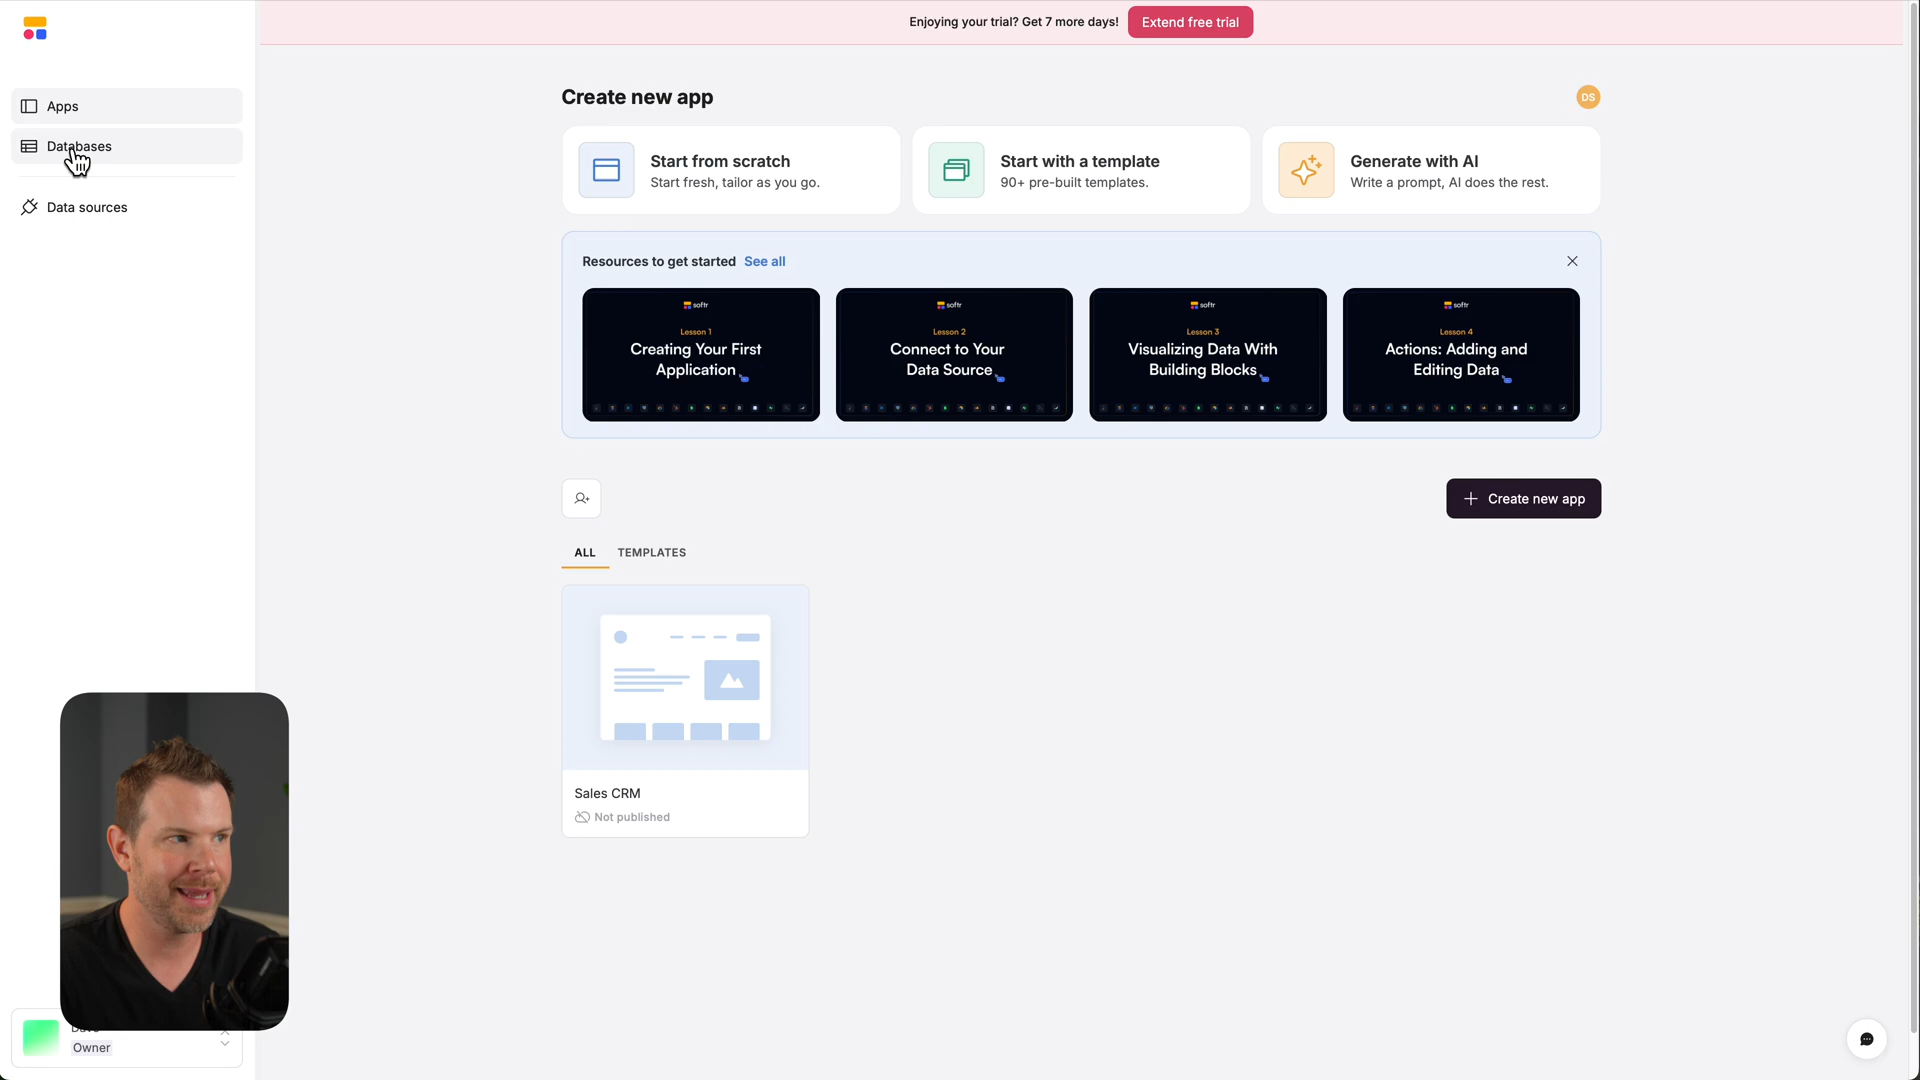 Enjoying your trial? Get 7 more days!
Extend free trial
Apps
Databases
Data sources
Create new app
DS
Start from scratch
Start fresh, tailor as you go.
Start with a template
90+ pre-built templates.
Generate with AI
Write a prompt, AI does the rest.
Resources to get started See all
softr
Lesson 1
Creating Your First
Application
softr
Lesson 2
Connect to Your
Data Source
softr
Lesson 3
Visualizing Data With
Building Blocks
softr
Lesson 4
Actions: Adding and
Editing Data
Create new app
ALL
TEMPLATES
Sales CRM
Not published
Owner